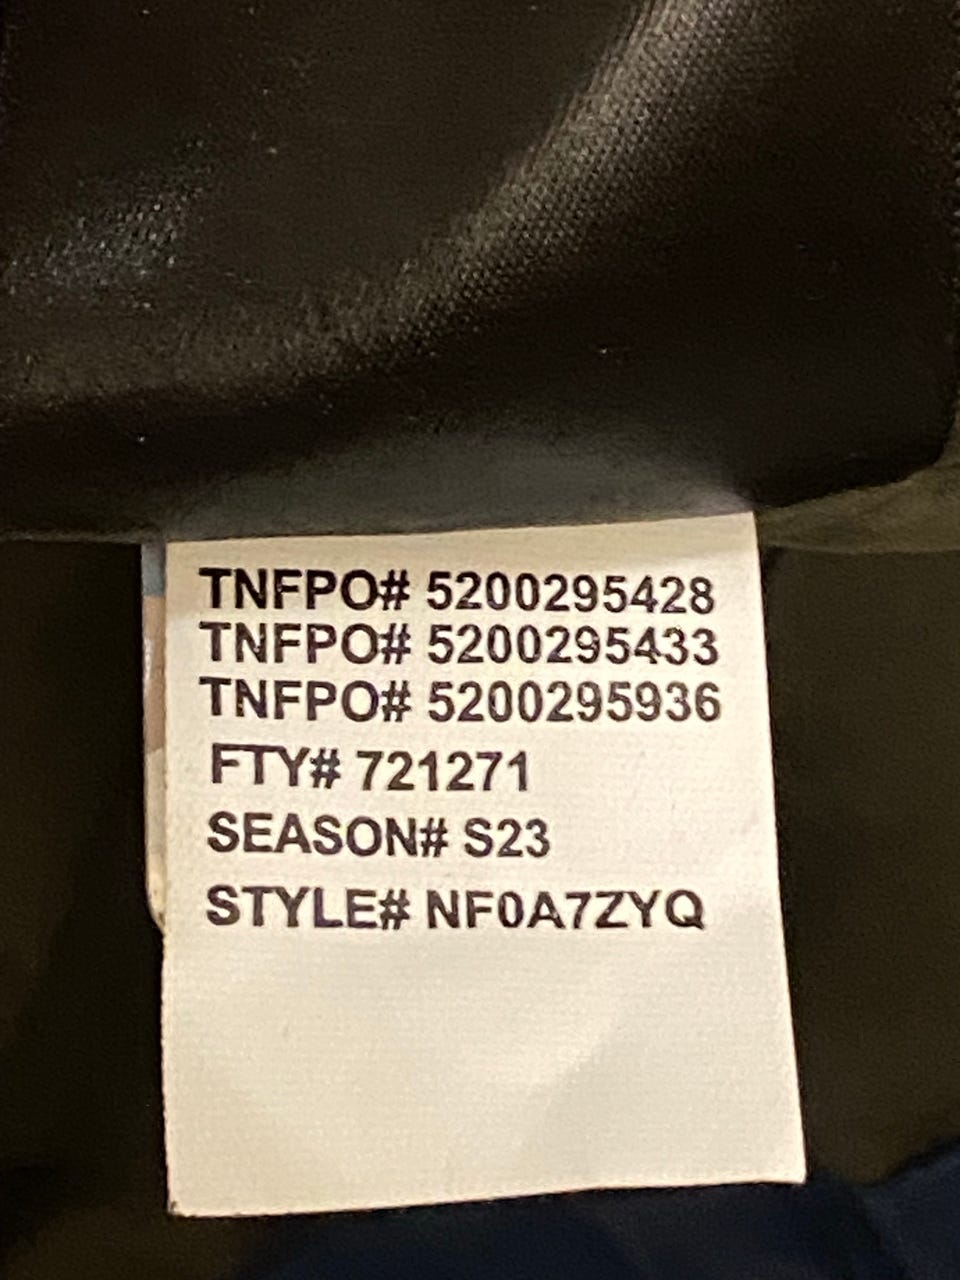 TNFPO# 5200295428
TNFPO# 5200295433
TNFPO# 5200295936
FTY# 721271
SEASON# S23
STYLE# NF0A7ZYQ